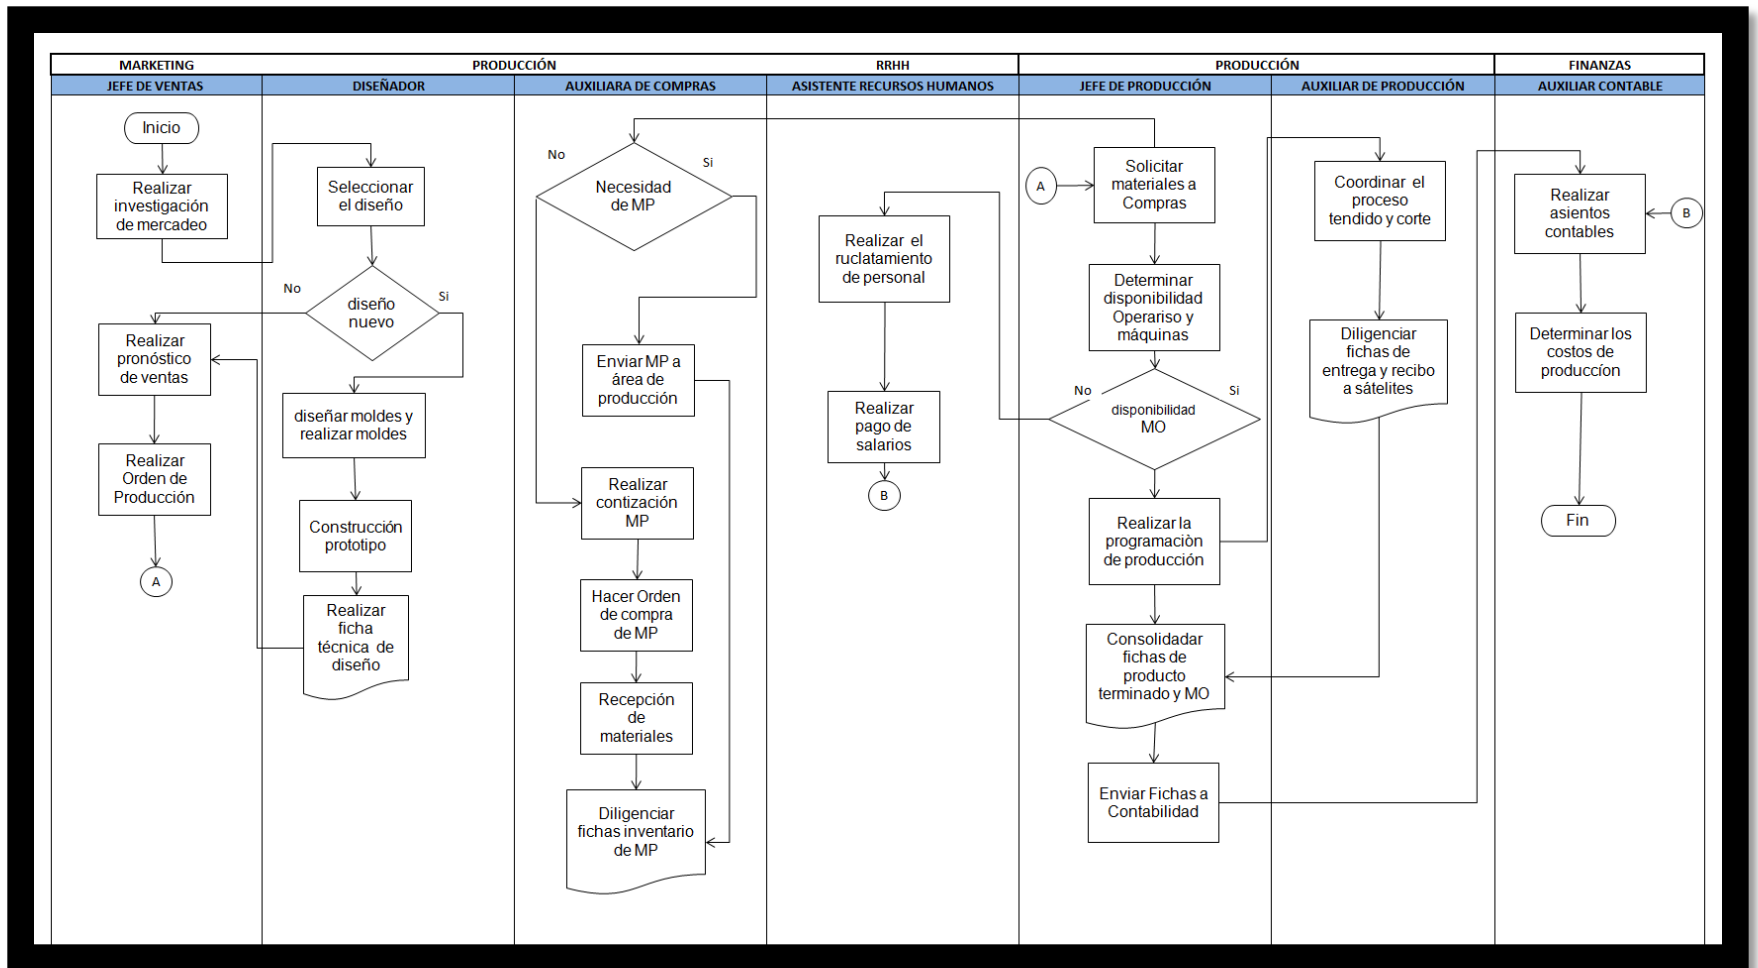 MARKETING
PRODUCCIÓN
RRHH
PRODUCCIÓN
FINANZAS
JEFE DE VENTAS
DISEÑADOR
AUXILIARA DE COMPRAS
ASISTENTE RECURSOS HUMANOS
JEFE DE PRODUCCIÓN
AUXILIAR DE PRODUCCIÓN
AUXILIAR CONTABLE
Inicio
Realizar
investigación
de mercadeo
No
Realizar
pronóstico
de ventas
Realizar
Orden de
Producción
A
Seleccionar
el diseño
diseño
nuevo
Si
diseñar moldes y
realizar moldes
Construcción
prototipo
Realizar
ficha
técnica de
diseño
No
Si
Necesidad
de MP
Enviar MP a
área de
producción
Realizar
contización
MP
Hacer Orden
de compra
de MP
Recepción
de
materiales
Diligenciar
fichas inventario
de MP
Realizar el
ruclatamiento
de personal
Realizar
pago de
salarios
B
A
Solicitar
materiales a
Compras
Determinar
disponibilidad
Operariso y
máquinas
No
Si
disponibilidad
MO
Realizar la
programaciòn
de producción
Consolidadar
fichas de
producto
terminado y MO
Enviar Fichas a
Contabilidad
Coordinar el
proceso
tendido y corte
Diligenciar
fichas de
entrega y recibo
a sátelites
Realizar
asientos
contables
B
Determinar los
costos de
produccíon
Fin